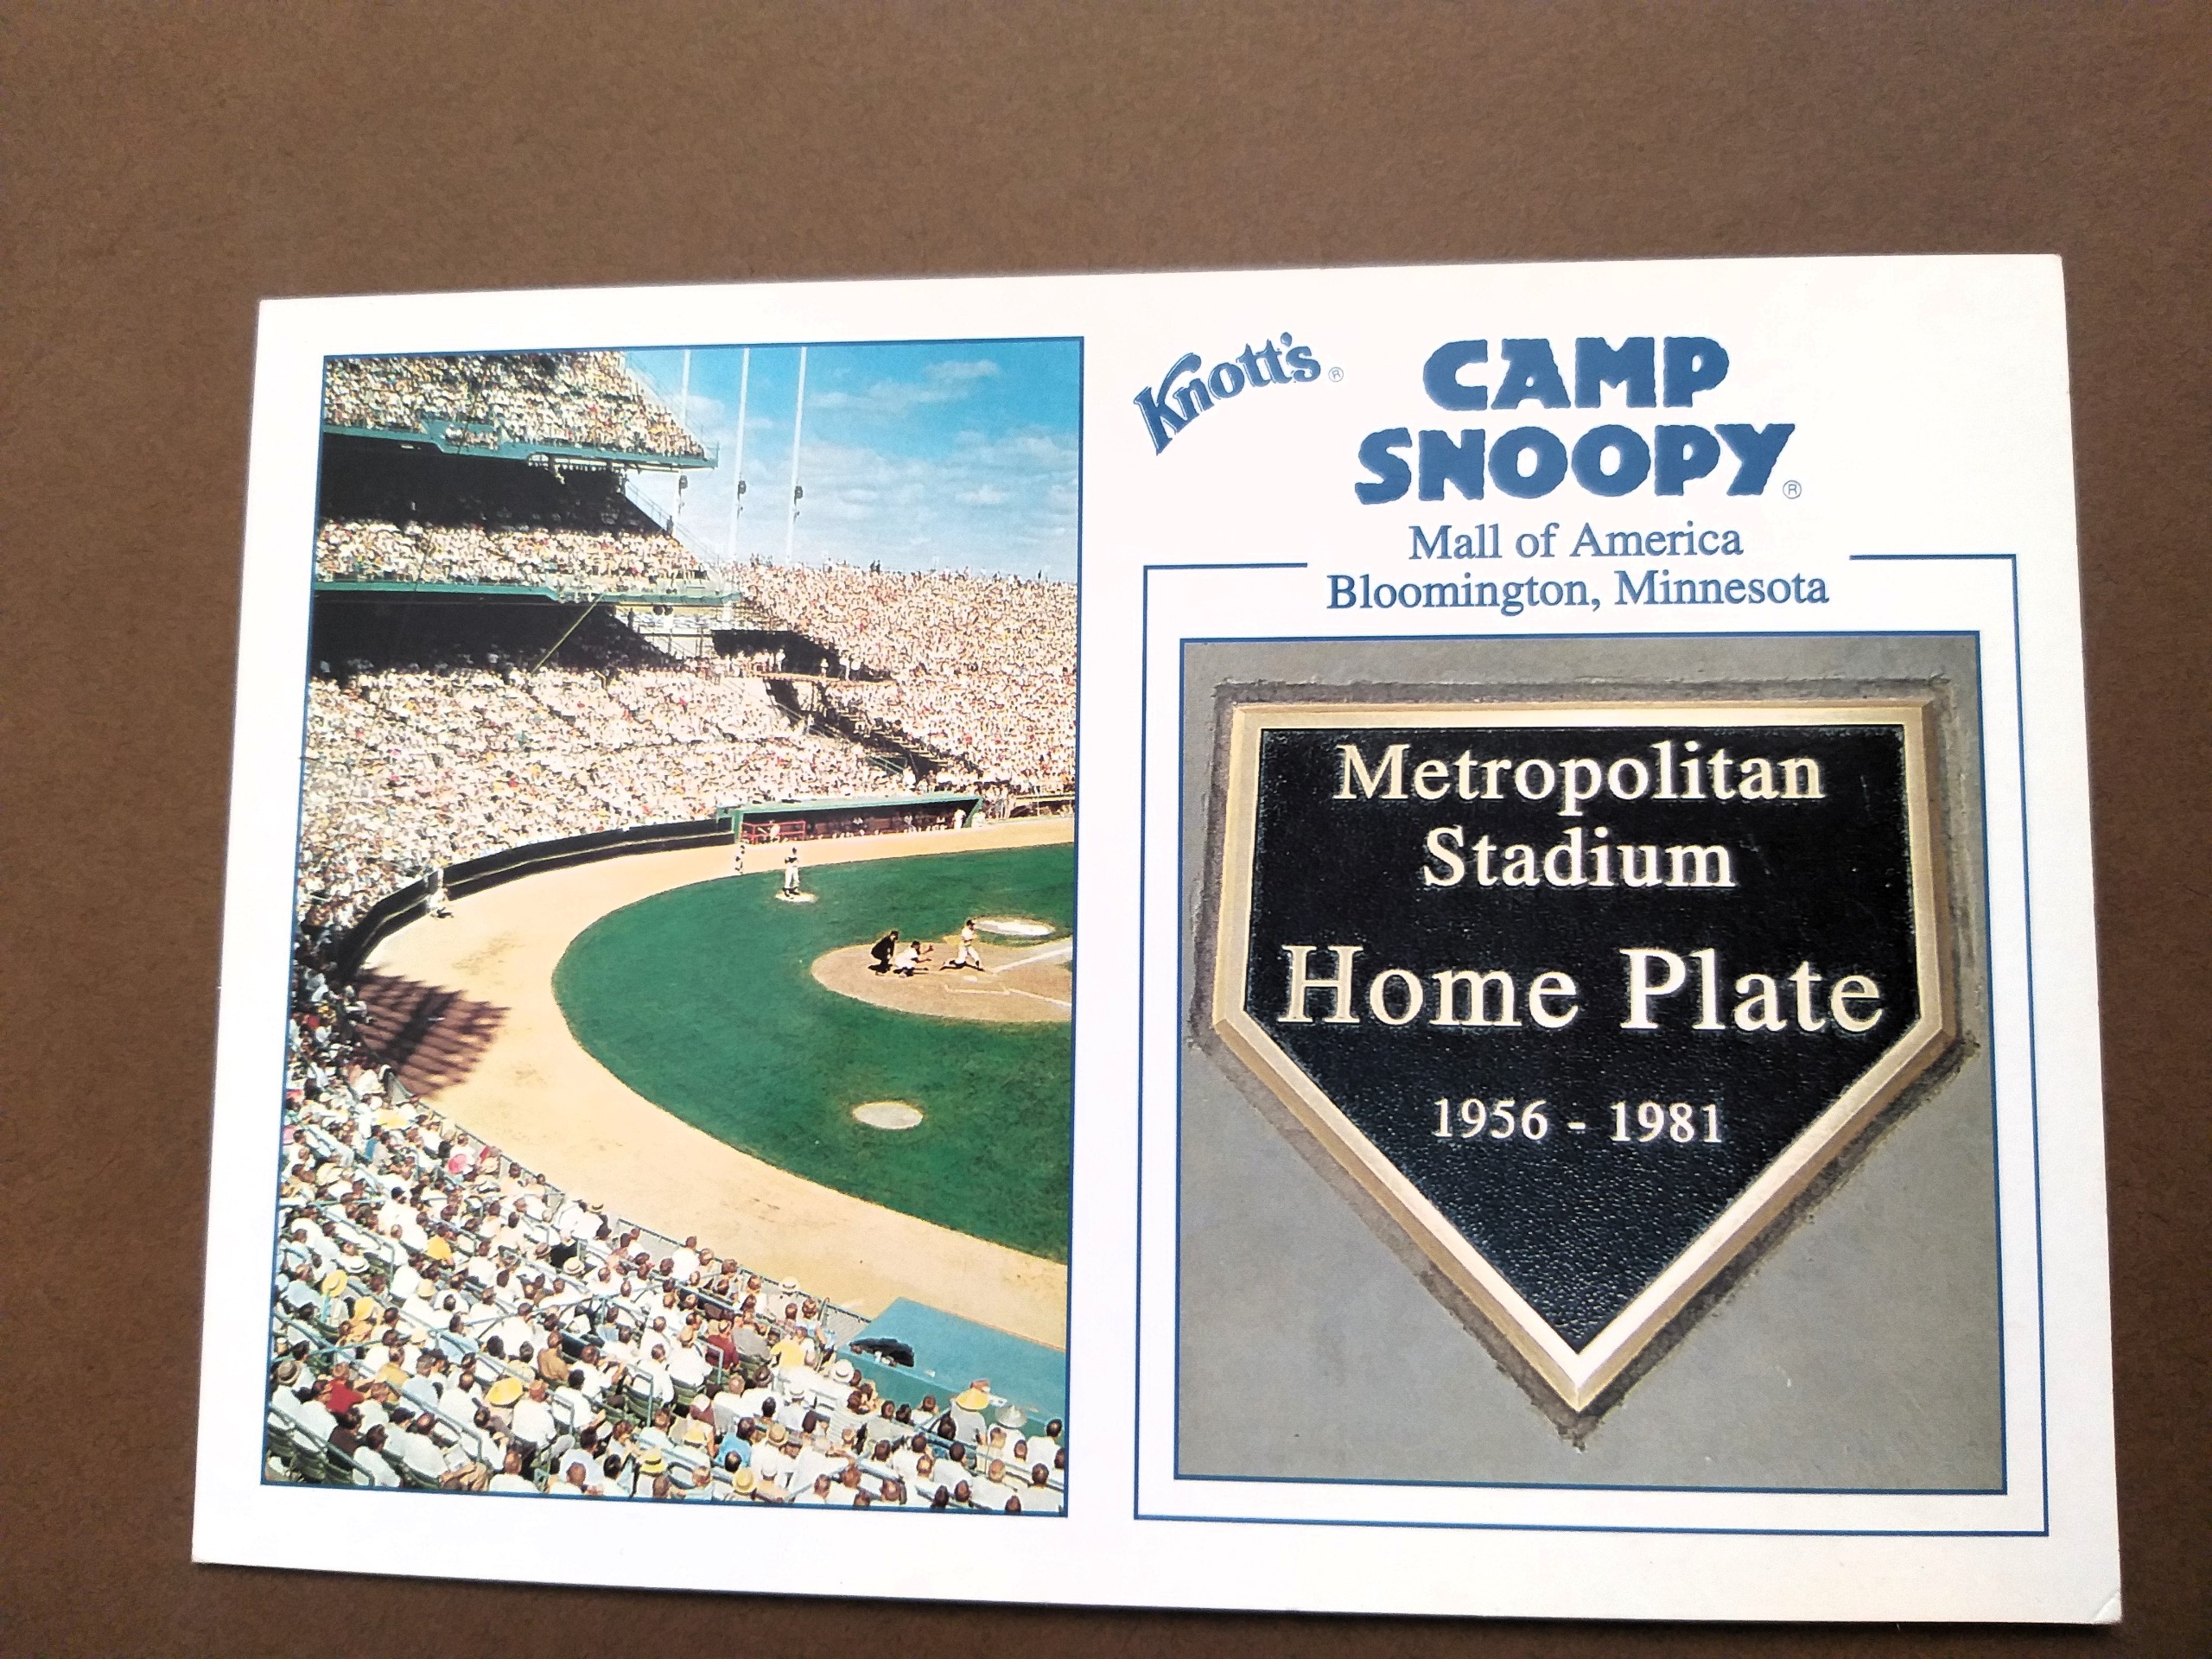 Knott's®
CAMP
SNOOPY®
Mall of America
Bloomington, Minnesota
Metropolitan
Stadium
Home Plate
1956 - 1981